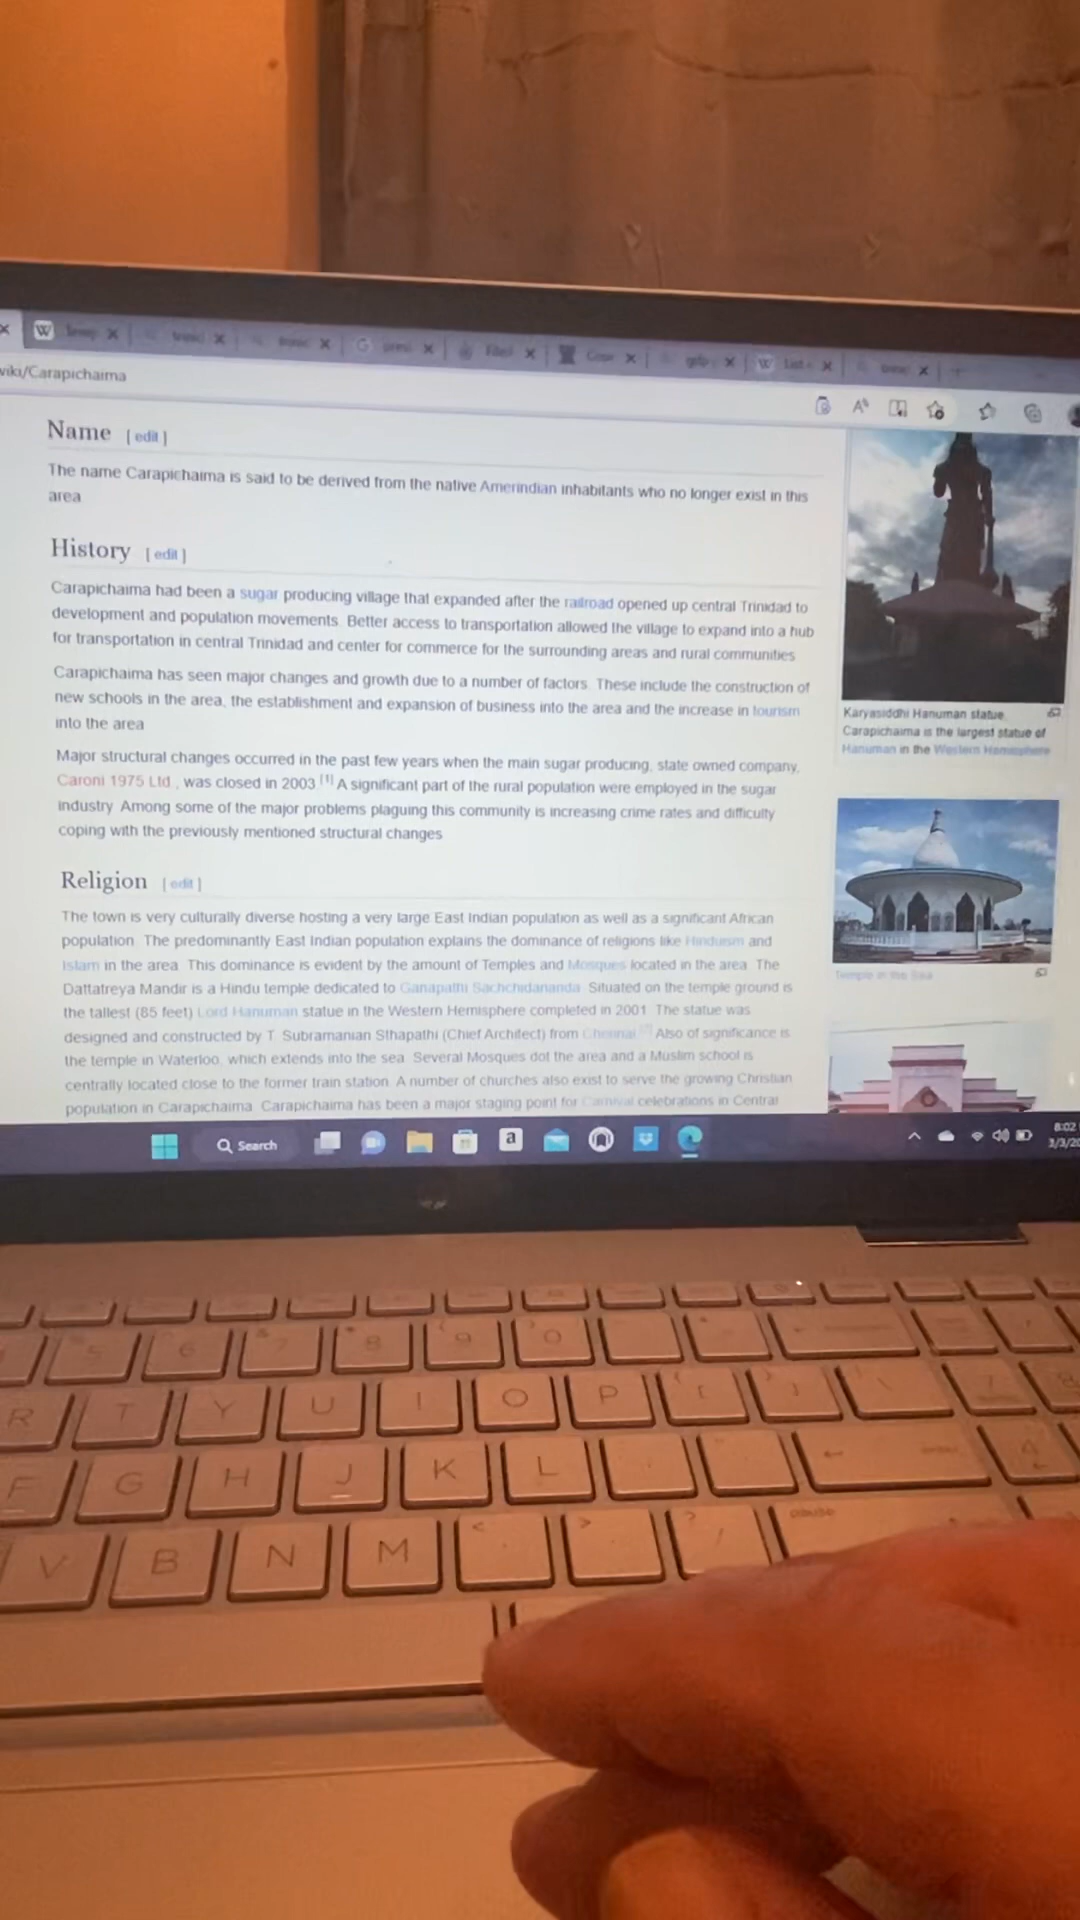 W
List
viki/Carapichaima
Name [ edit ]
The name Carapichaima is said to be derived from the native Amerindian inhabitants who no longer exist in this
area
History [ edit ]
Carapichaima had been a sugar producing village that expanded after the railroad opened up central Trinidad to
development and population movements. Better access to transportation allowed the village to expand into a hub
for transportation in central Trinidad and center for commerce for the surrounding areas and rural communities
Carapichaima has seen major changes and growth due to a number of factors. These include the construction of
new schools in the area, the establishment and expansion of business into the area and the increase in tourism
into the area
Major structural changes occurred in the past few years when the main sugar producing, state owned company,
Caroni 1975 Ltd., was closed in 2003 [1] A significant part of the rural population were employed in the sugar
industry. Among some of the major problems plaguing this community is increasing crime rates and difficulty
coping with the previously mentioned structural changes
Religion [ edit ]
The town is very culturally diverse hosting a very large East Indian population as well as a significant African
population. The predominantly East Indian population explains the dominance of religions like Hinduism and
Islam in the area. This dominance is evident by the amount of Temples and Mosques located in the area. The
Dattatreya Mandir is a Hindu temple dedicated to Ganapathi Sachchidananda. Situated on the temple ground is
the tallest (85 feet) Lord Hanuman statue in the Western Hemisphere completed in 2001. The statue was
designed and constructed by T. Subramanian Sthapathi (Chief Architect) from Chennai. Also of significance is
the temple in Waterloo, which extends into the sea. Several Mosques dot the area and a Muslim school is
centrally located close to the former train station. A number of churches also exist to serve the growing Christian
population in Carapichaima. Carapichaima has been a major staging point for Carnival celebrations in Central
Karyasiddhi Hanuman statue,
Carapichaima is the largest statue of
Hanuman in the Western Hemisphere
Temple in the Sea
Search
a
8:02
3/3/20
6 7 8 9 0
R T Y U I O P [ ] \
F G H J K L
V B N M < > ? /